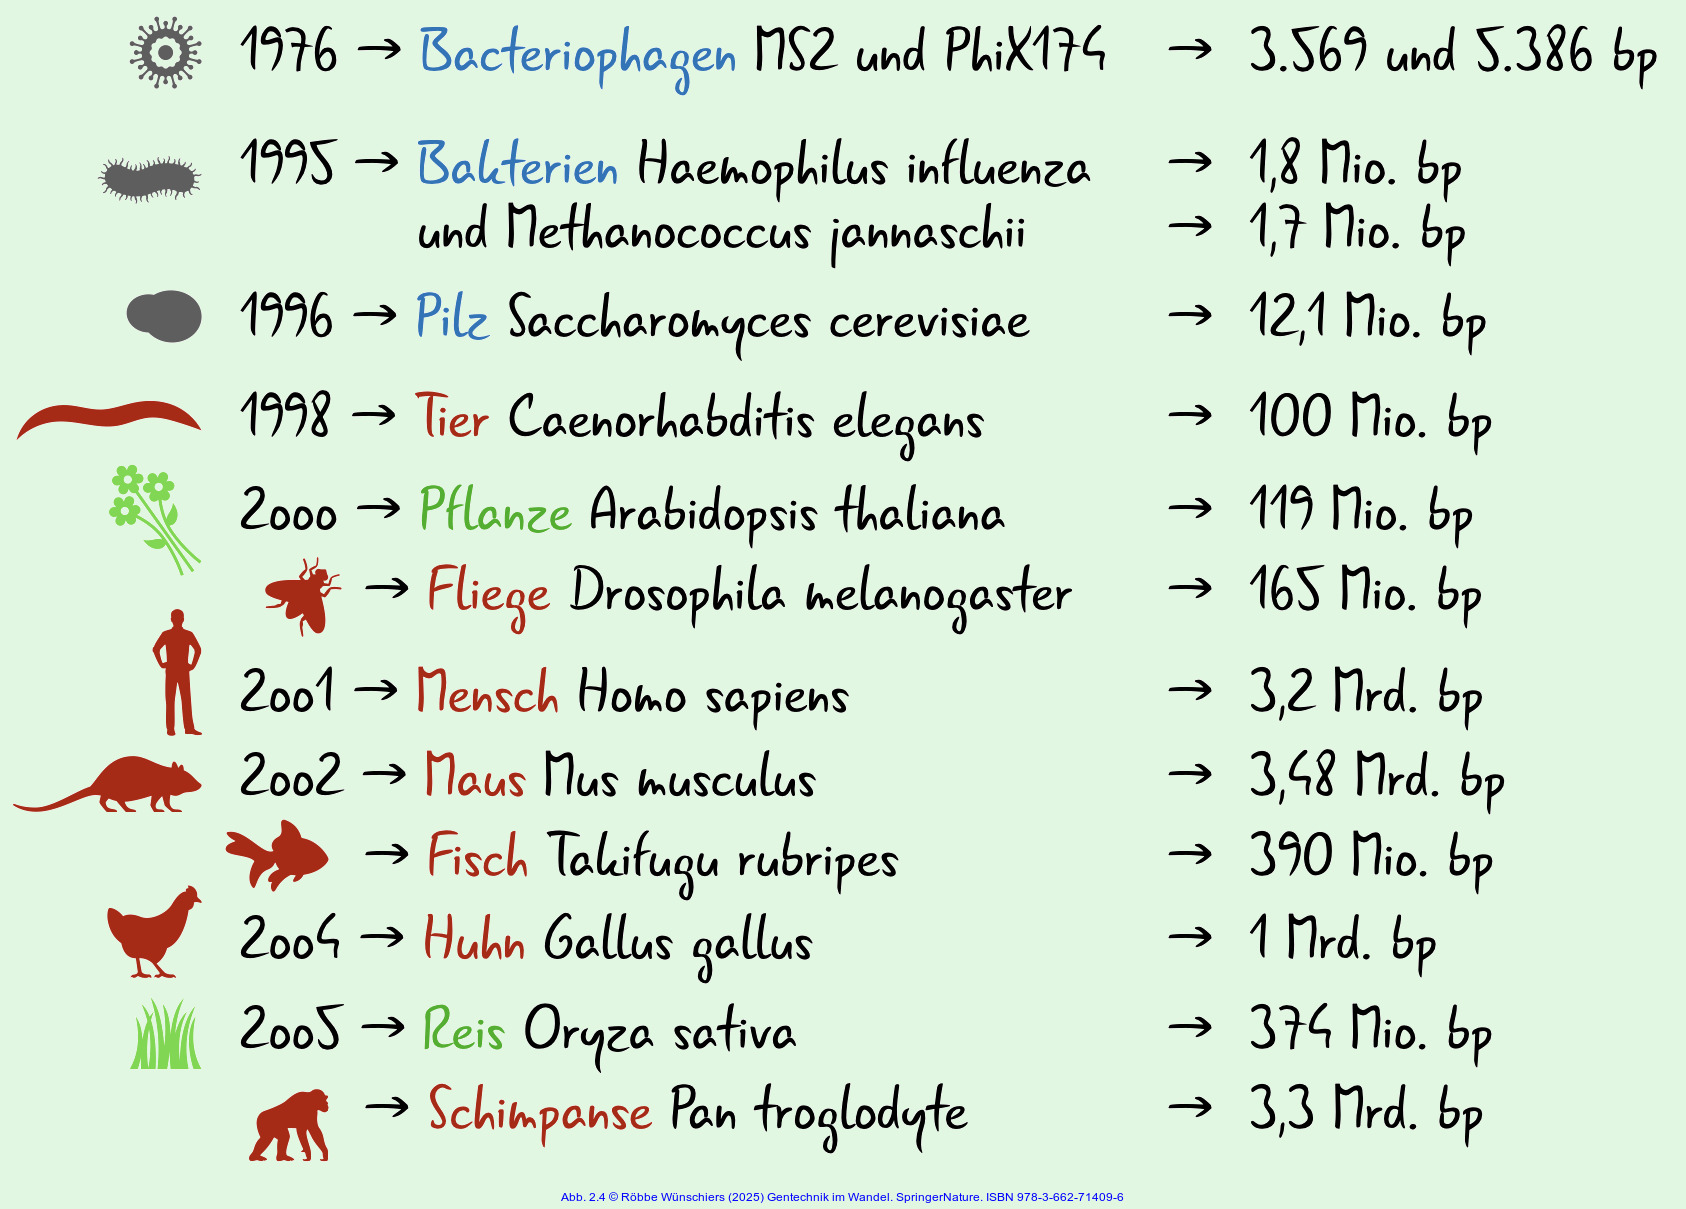 1976 → Bacteriophagen MS2 und PhiX174 → 3.569 und 5.386 bp
1995 → Bakterien Haemophilus influenza → 1,8 Mio. bp
und Methanococcus jannaschii → 1,7 Mio. bp
1996 → Pilz Saccharomyces cerevisiae → 12,1 Mio. bp
1998 → Tier Caenorhabditis elegans → 100 Mio. bp
2000 → Pflanze Arabidopsis thaliana → 119 Mio. bp
→ Fliege Drosophila melanogaster → 165 Mio. bp
2001 → Mensch Homo sapiens → 3,2 Mrd. bp
2002 → Maus Mus musculus → 3,48 Mrd. bp
→ Fisch Takifugu rubripes → 390 Mio. bp
2004 → Huhn Gallus gallus → 1 Mrd. bp
2005 → Reis Oryza sativa → 374 Mio. bp
→ Schimpanse Pan troglodyte → 3,3 Mrd. bp
Abb. 2.4 © Röbbe Wünschiers (2025) Gentechnik im Wandel. SpringerNature. ISBN 978-3-662-71409-6